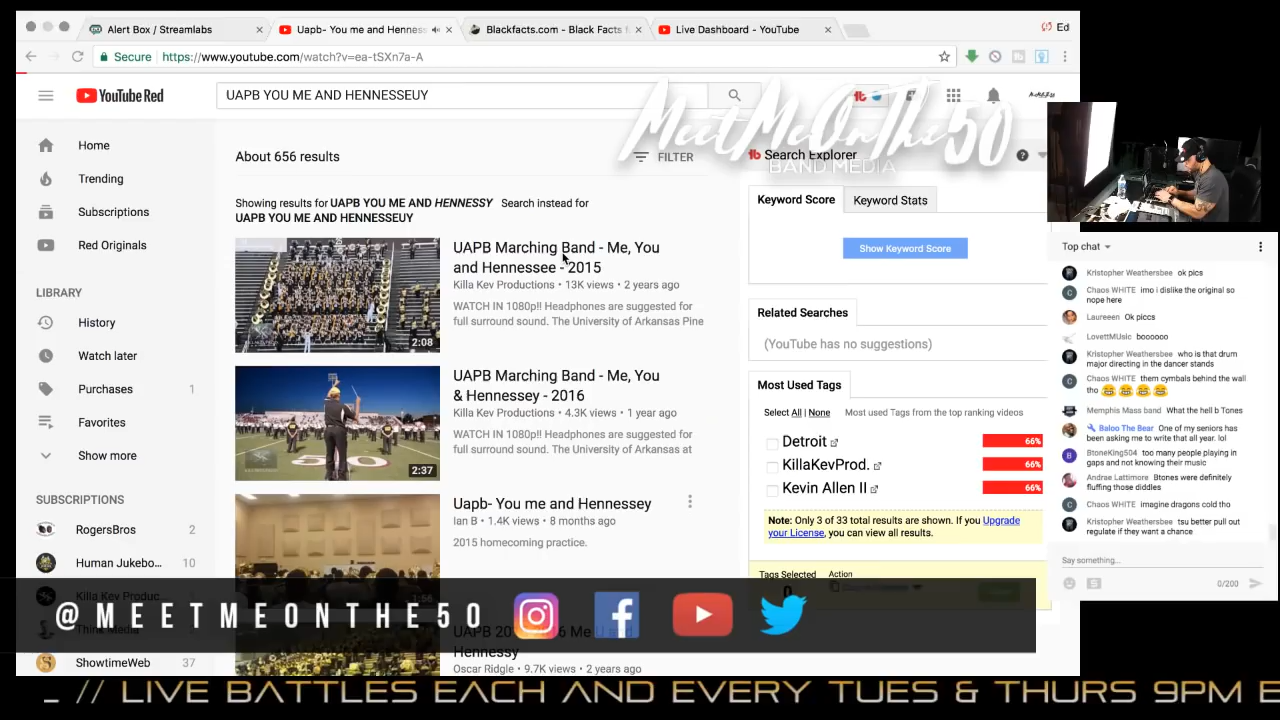 Alert Box / Streamlabs
Uapb- You me and Henness
Blackfacts.com - Black Facts f
Live Dashboard - YouTube
Ed
Secure
https://www.youtube.com/watch?v=ea-tSXn7a-A
YouTube Red
UAPB YOU ME AND HENNESSEUY
MeetMeOnThe50
BAND MEDIA
Home
Trending
Subscriptions
Red Originals
LIBRARY
History
Watch later
Purchases 1
Favorites
Show more
SUBSCRIPTIONS
RogersBros 2
Human Jukebo... 10
Killa Kev Produc...
Think Media
ShowtimeWeb 37
About 656 results
FILTER
Showing results for UAPB YOU ME AND HENNESSY Search instead for
UAPB YOU ME AND HENNESSEUY
UAPB Marching Band - Me, You
and Hennessee - 2015
Killa Kev Productions • 13K views • 2 years ago
WATCH IN 1080p!! Headphones are suggested for
full surround sound. The University of Arkansas Pine
2:08
UAPB Marching Band - Me, You
& Hennessey - 2016
Killa Kev Productions • 4.3K views • 1 year ago
WATCH IN 1080p!! Headphones are suggested for
full surround sound. The University of Arkansas at
2:37
50
Uapb- You me and Hennessey
Ian B • 1.4K views • 8 months ago
2015 homecoming practice.
1:56
Hennessy
Oscar Ridgle • 9.7K views • 2 years ago
Search Explorer
Keyword Score
Keyword Stats
Show Keyword Score
Related Searches
(YouTube has no suggestions)
Most Used Tags
Select All | None Most used Tags from the top ranking videos
Detroit 66%
KillaKevProd. 66%
Kevin Allen II 66%
Note: Only 3 of 33 total results are shown. If you Upgrade
your License, you can view all results.
Tags Selected Action
0
Top chat
Kristopher Weathersbee ok pics
Chaos WHITE imo i dislike the original so
nope here
Laureeen Ok piccs
LovettMUsic boooooo
Kristopher Weathersbee who is that drum
major directing in the dancer stands
Chaos WHITE them cymbals behind the wall
tho 😂😂😂😂
Memphis Mass band What the hell b Tones
Baloo The Bear One of my seniors has
been asking me to write that all year. lol
BtoneKing504 too many people playing in
gaps and not knowing their music
Andrae Lattimore Btones were definitely
fluffing those diddles
Chaos WHITE imagine dragons cold tho
Kristopher Weathersbee tsu better pull out
regulate if they want a chance
Say something...
0/200
@MEETMEONTHE50
// LIVE BATTLES EACH AND EVERY TUES & THURS 9PM E